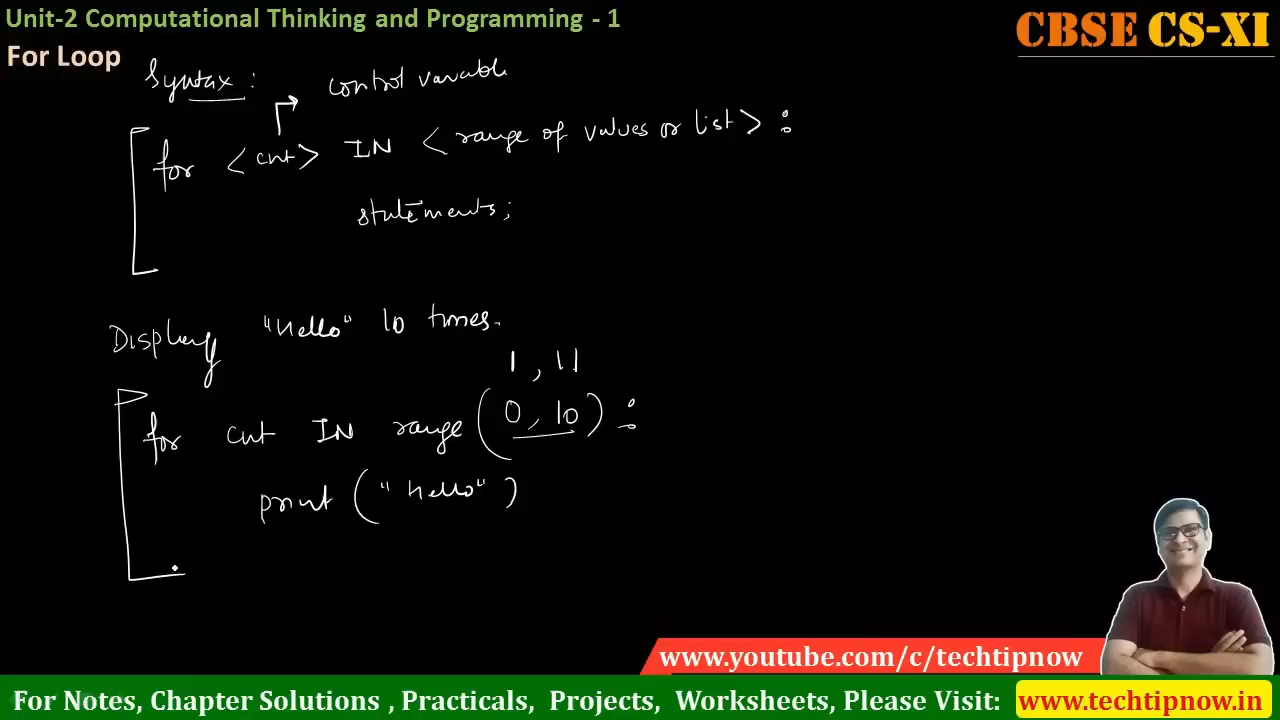 Unit-2 Computational Thinking and Programming - 1
CBSE CS-XI
For Loop
Syntax :
control variable
for <cnt> IN <range of values or list> :
statements;
Display "Hello" 10 times.
1, 11
for cnt IN range (0, 10) :
print ("Hello")
www.youtube.com/c/techtipnow
For Notes, Chapter Solutions , Practicals, Projects, Worksheets, Please Visit: www.techtipnow.in